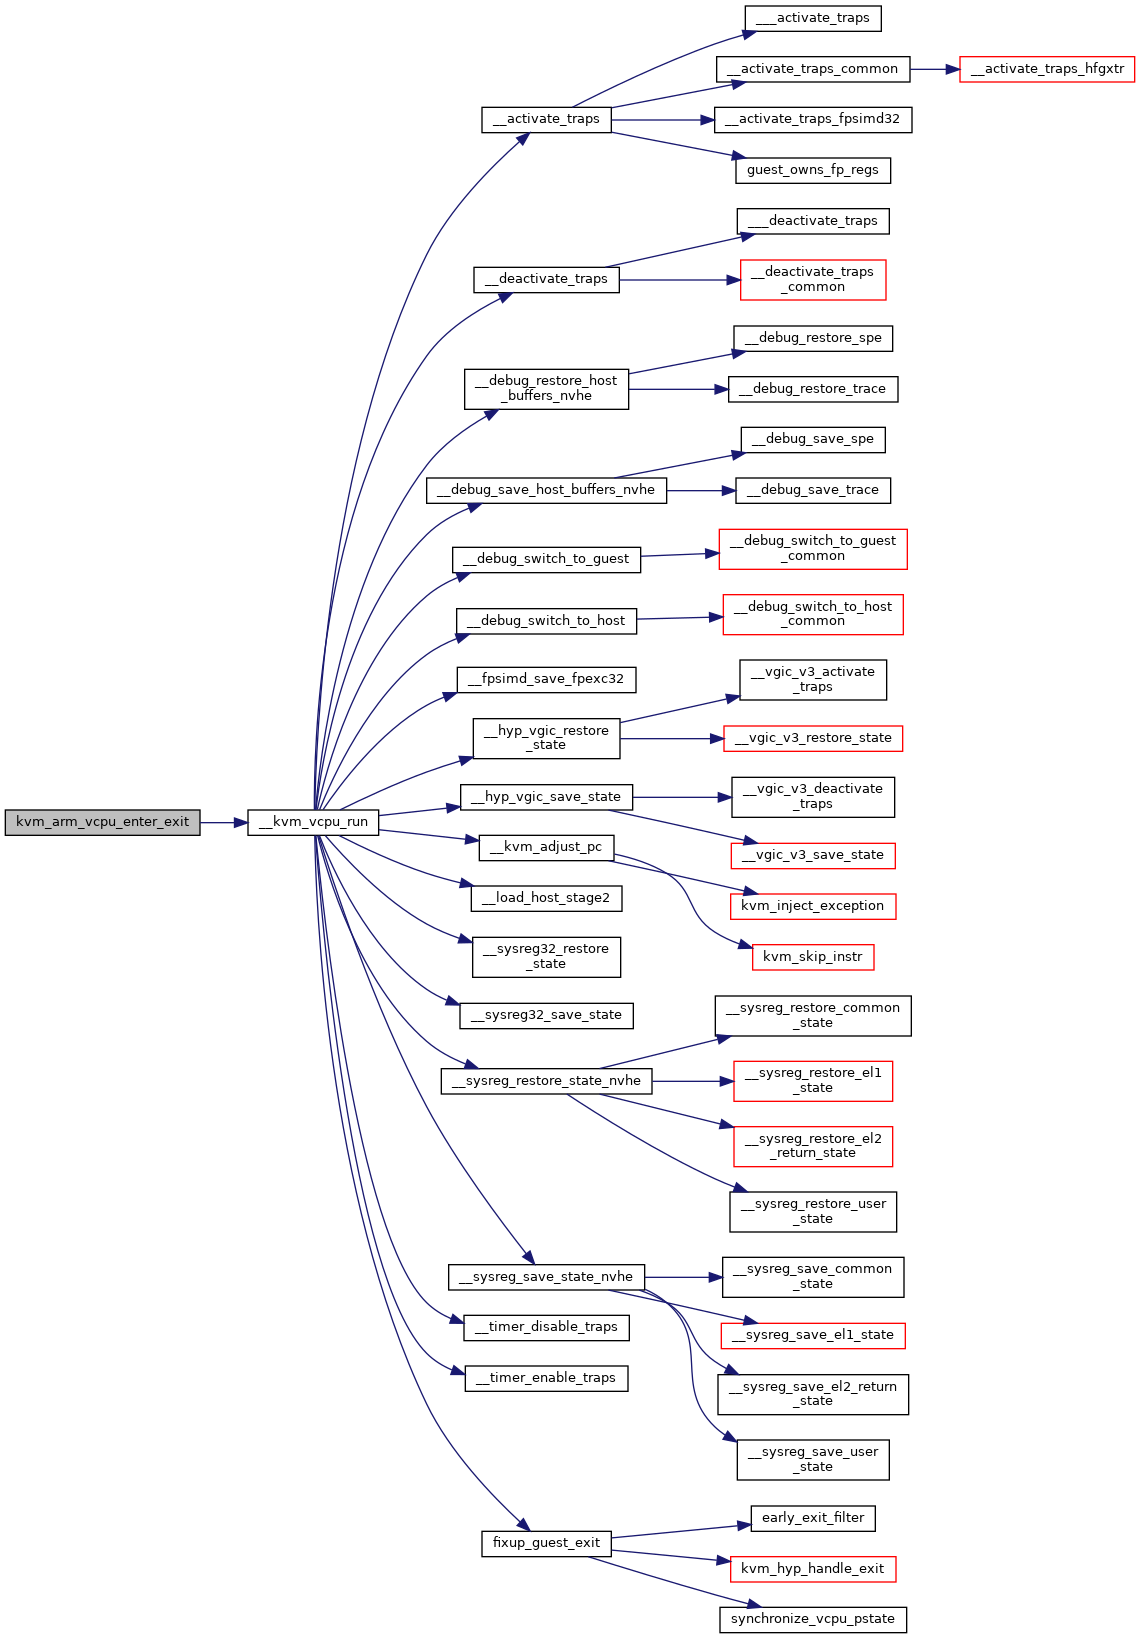 ___activate_traps
__activate_traps_common
__activate_traps_hfgxtr
__activate_traps
__activate_traps_fpsimd32
guest_owns_fp_regs
___deactivate_traps
__deactivate_traps
__deactivate_traps
_common
__debug_restore_spe
__debug_restore_host
_buffers_nvhe
__debug_restore_trace
__debug_save_spe
__debug_save_host_buffers_nvhe
__debug_save_trace
__debug_switch_to_guest
__debug_switch_to_guest
_common
__debug_switch_to_host
__debug_switch_to_host
_common
__fpsimd_save_fpexc32
__vgic_v3_activate
_traps
__hyp_vgic_restore
_state
__vgic_v3_restore_state
__hyp_vgic_save_state
__vgic_v3_deactivate
_traps
kvm_arm_vcpu_enter_exit
__kvm_vcpu_run
__kvm_adjust_pc
__vgic_v3_save_state
__load_host_stage2
kvm_inject_exception
__sysreg32_restore
_state
kvm_skip_instr
__sysreg32_save_state
__sysreg_restore_common
_state
__sysreg_restore_state_nvhe
__sysreg_restore_el1
_state
__sysreg_restore_el2
_return_state
__sysreg_restore_user
_state
__sysreg_save_state_nvhe
__sysreg_save_common
_state
__timer_disable_traps
__sysreg_save_el1_state
__timer_enable_traps
__sysreg_save_el2_return
_state
__sysreg_save_user
_state
early_exit_filter
fixup_guest_exit
kvm_hyp_handle_exit
synchronize_vcpu_pstate